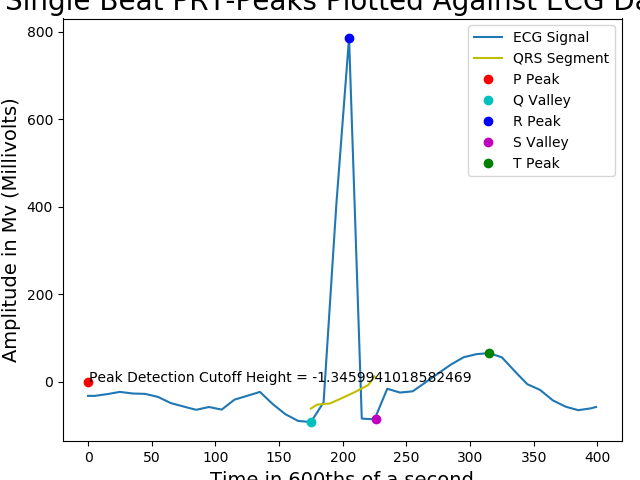 Single Beat PRT-Peaks Plotted Against ECG Da
Amplitude in Mv (Millivolts)
800
600
400
200
0
ECG Signal
QRS Segment
P Peak
Q Valley
R Peak
S Valley
T Peak
Peak Detection Cutoff Height = -1.3459941018582469
0 50 100 150 200 250 300 350 400
Time in 600ths of a second